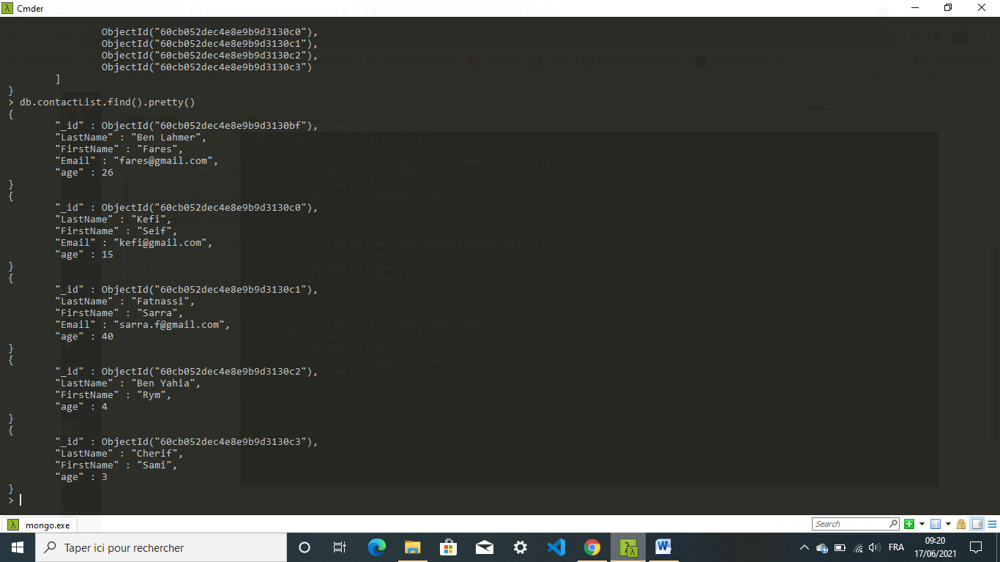 Cmder
ObjectId("60cb052dec4e8e9b9d3130c0"),
ObjectId("60cb052dec4e8e9b9d3130c1"),
ObjectId("60cb052dec4e8e9b9d3130c2"),
ObjectId("60cb052dec4e8e9b9d3130c3")
]
}
> db.contactList.find().pretty()
{
"_id" : ObjectId("60cb052dec4e8e9b9d3130bf"),
"LastName" : "Ben Lahmer",
"FirstName" : "Fares",
"Email" : "fares@gmail.com",
"age" : 26
}
{
"_id" : ObjectId("60cb052dec4e8e9b9d3130c0"),
"LastName" : "Kefi",
"FirstName" : "Seif",
"Email" : "kefi@gmail.com",
"age" : 15
}
{
"_id" : ObjectId("60cb052dec4e8e9b9d3130c1"),
"LastName" : "Fatnassi",
"FirstName" : "Sarra",
"Email" : "sarra.f@gmail.com",
"age" : 40
}
{
"_id" : ObjectId("60cb052dec4e8e9b9d3130c2"),
"LastName" : "Ben Yahia",
"FirstName" : "Rym",
"age" : 4
}
{
"_id" : ObjectId("60cb052dec4e8e9b9d3130c3"),
"LastName" : "Cherif",
"FirstName" : "Sami",
"age" : 3
}
>
mongo.exe
Search
Taper ici pour rechercher
FRA
09:20
17/06/2021